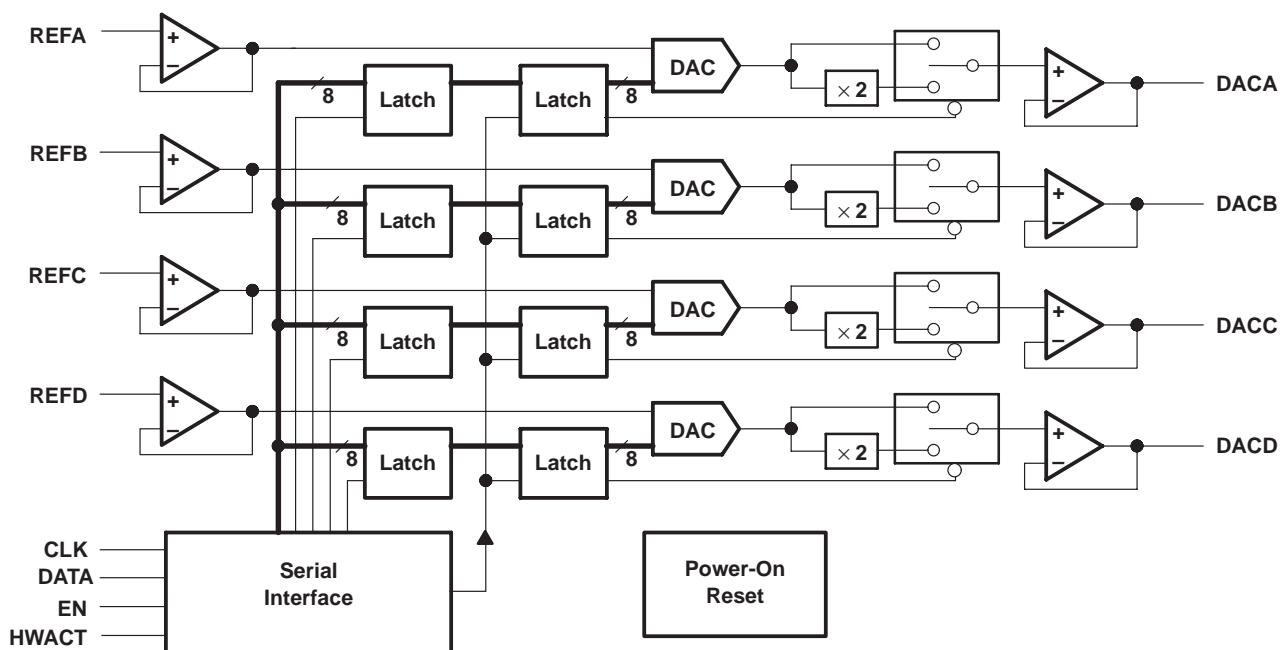 REFA
+
−
8
Latch
Latch
8
DAC
× 2
+
−
DACA
REFB
+
−
8
Latch
Latch
8
DAC
× 2
+
−
DACB
REFC
+
−
8
Latch
Latch
8
DAC
× 2
+
−
DACC
REFD
+
−
8
Latch
Latch
8
DAC
× 2
+
−
DACD
CLK
DATA
EN
HWACT
Serial
Interface
Power-On
Reset